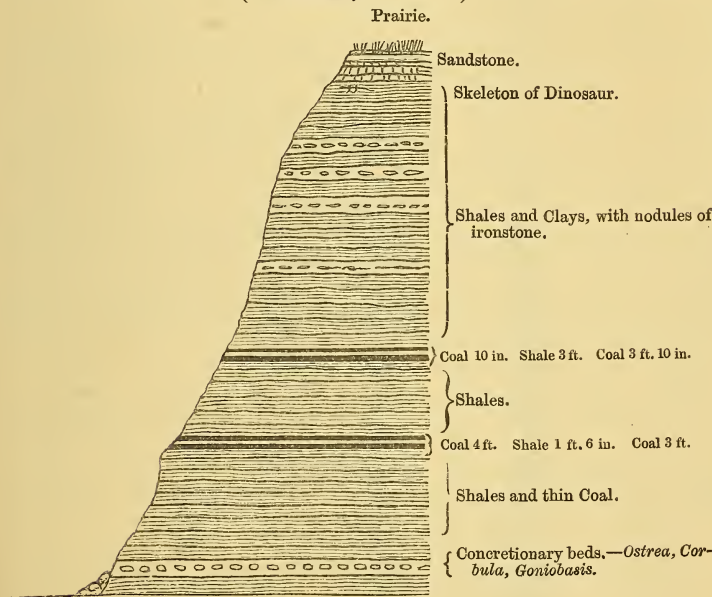 Prairie.
Sandstone.
Skeleton of Dinosaur.
Shales and Clays, with nodules of
ironstone.
Coal 10 in. Shale 3 ft. Coal 3 ft. 10 in.
Shales.
Coal 4 ft. Shale 1 ft. 6 in. Coal 3 ft.
Shales and thin Coal.
Concretionary beds.—Ostrea, Cor-
bula, Goniobasis.